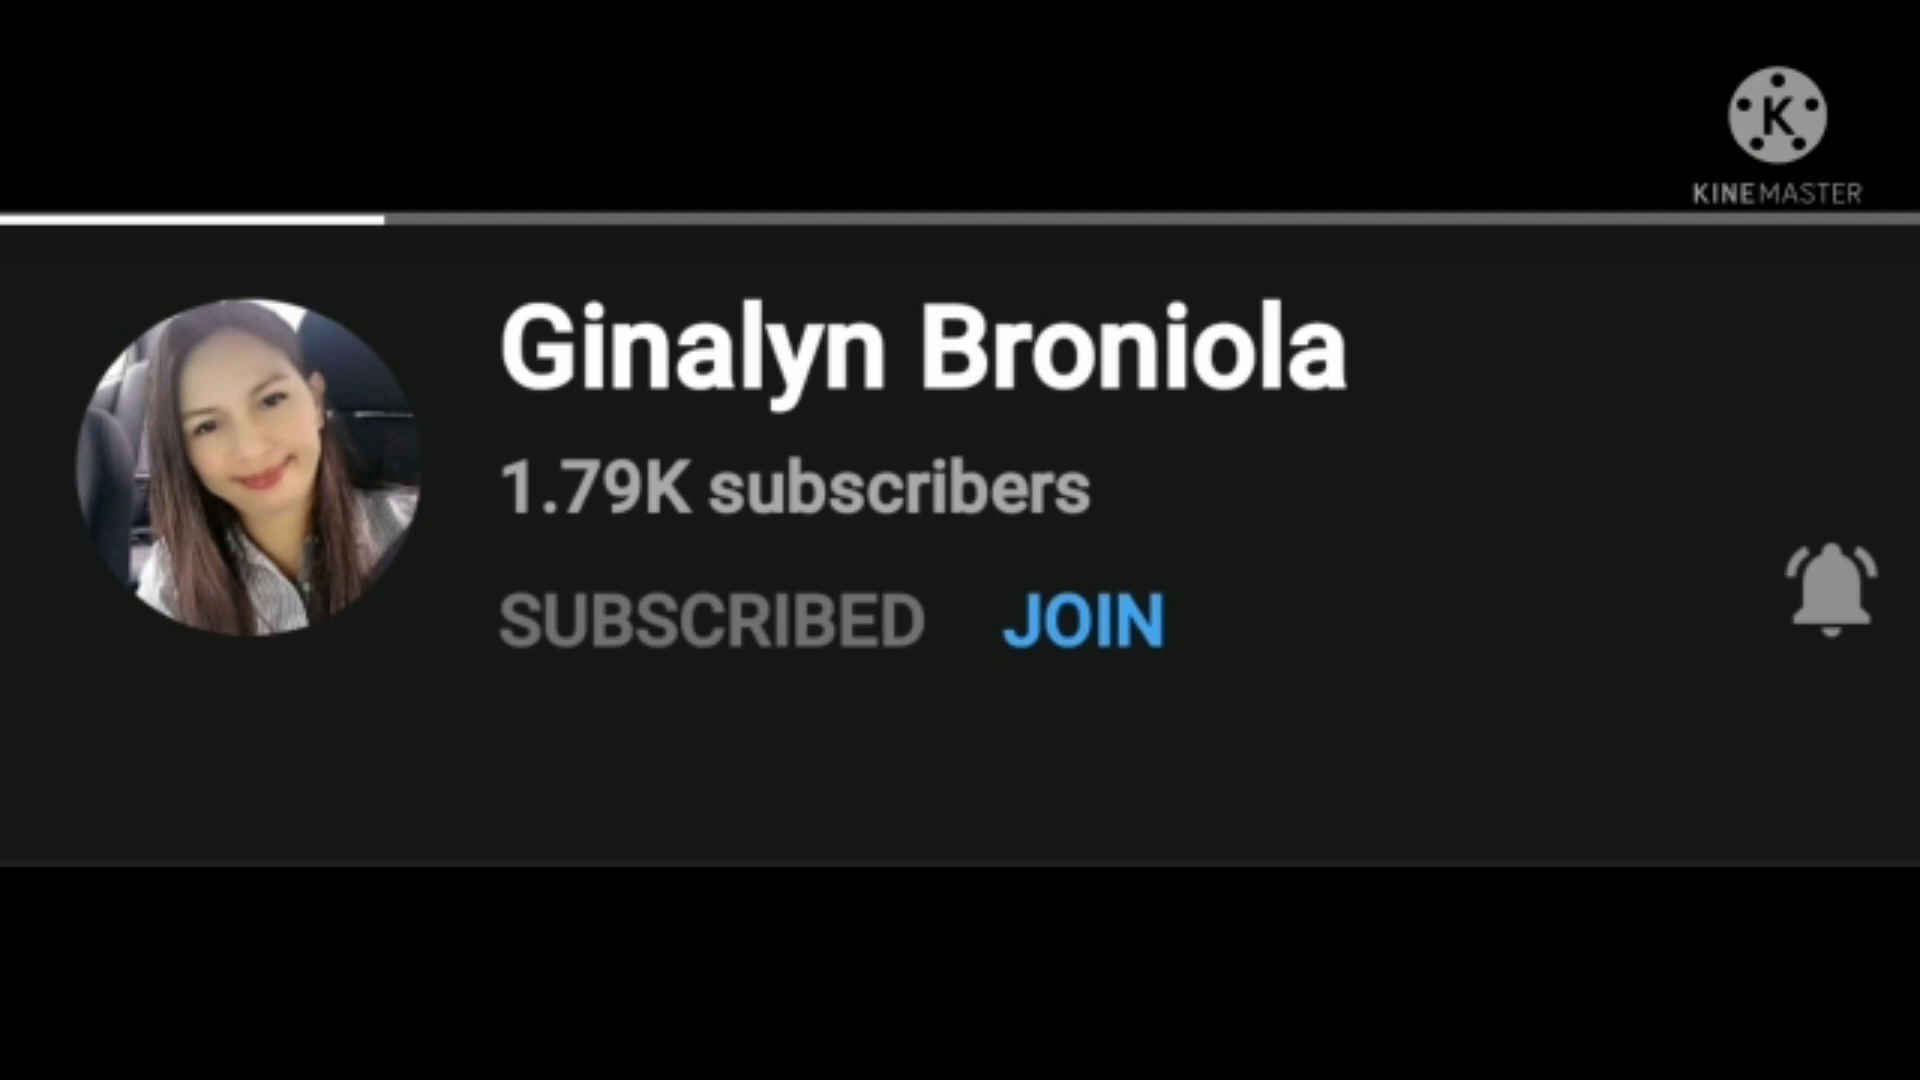 K
KINEMASTER
Ginalyn Broniola
1.79K subscribers
SUBSCRIBED JOIN